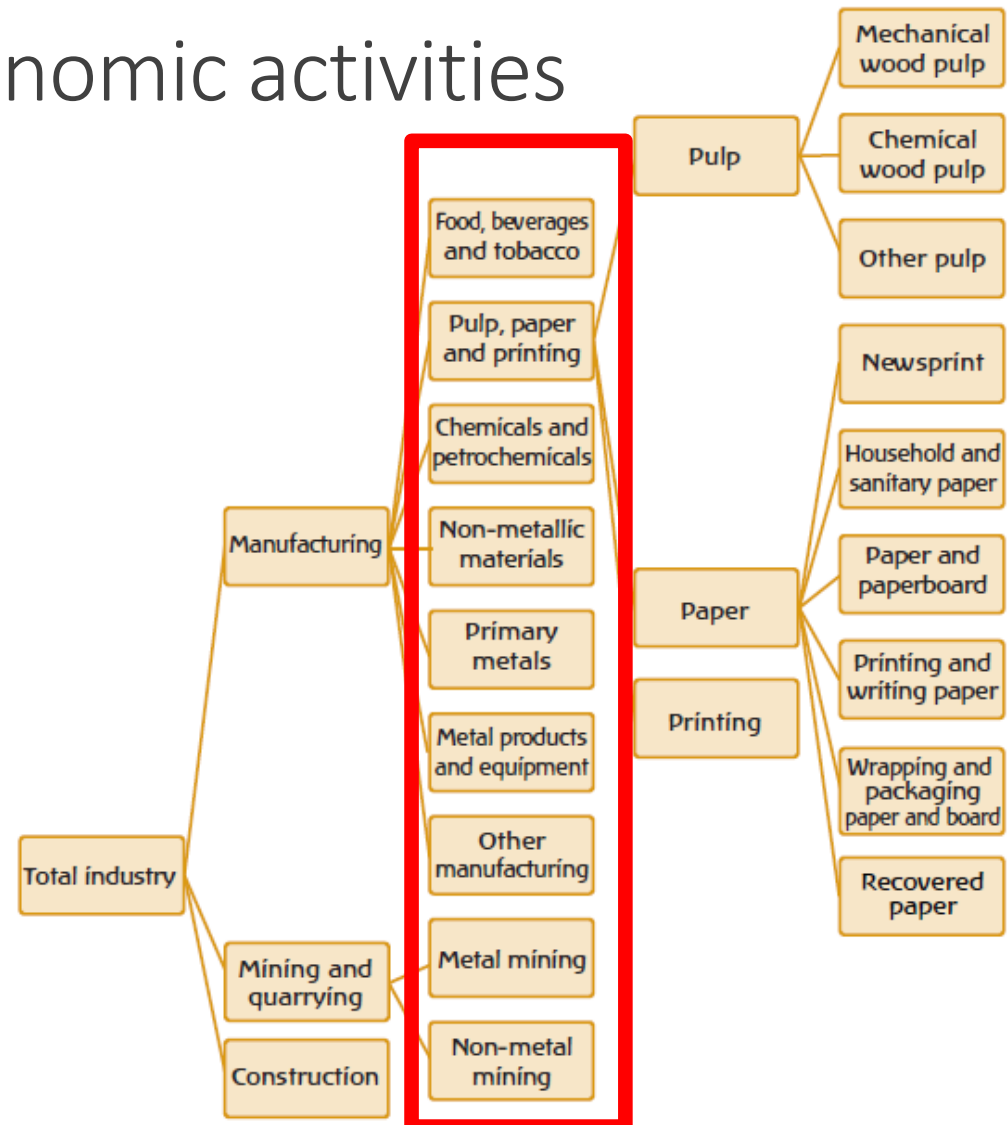 nomic activities
Total industry
Manufacturing
Mining and
quarrying
Construction
Food, beverages
and tobacco
Pulp, paper
and printing
Chemicals and
petrochemicals
Non-metallic
materials
Primary
metals
Metal products
and equipment
Other
manufacturing
Metal mining
Non-metal
mining
Pulp
Paper
Printing
Mechanical
wood pulp
Chemical
wood pulp
Other pulp
Newsprint
Household and
sanitary paper
Paper and
paperboard
Printing and
writing paper
Wrapping and
packaging
paper and board
Recovered
paper